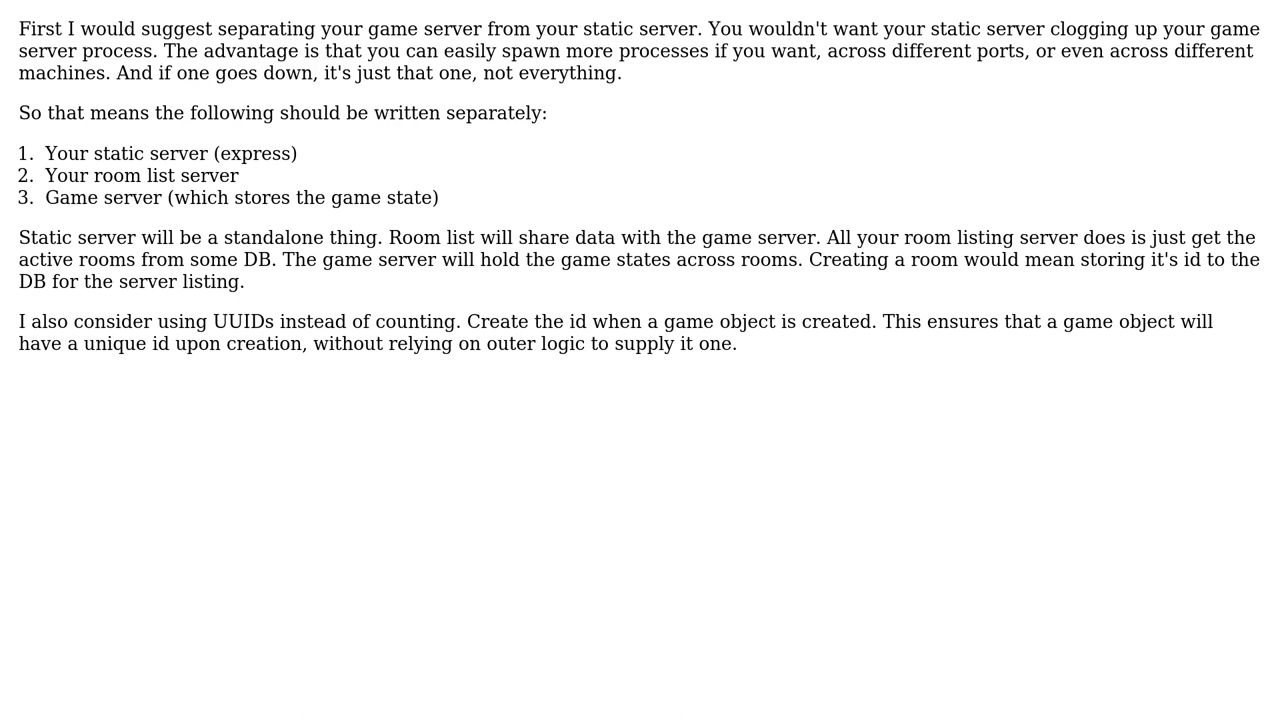 First I would suggest separating your game server from your static server. You wouldn't want your static server clogging up your game
server process. The advantage is that you can easily spawn more processes if you want, across different ports, or even across different
machines. And if one goes down, it's just that one, not everything.
So that means the following should be written separately:
1. Your static server (express)
2. Your room list server
3. Game server (which stores the game state)
Static server will be a standalone thing. Room list will share data with the game server. All your room listing server does is just get the
active rooms from some DB. The game server will hold the game states across rooms. Creating a room would mean storing it's id to the
DB for the server listing.
I also consider using UUIDs instead of counting. Create the id when a game object is created. This ensures that a game object will
have a unique id upon creation, without relying on outer logic to supply it one.